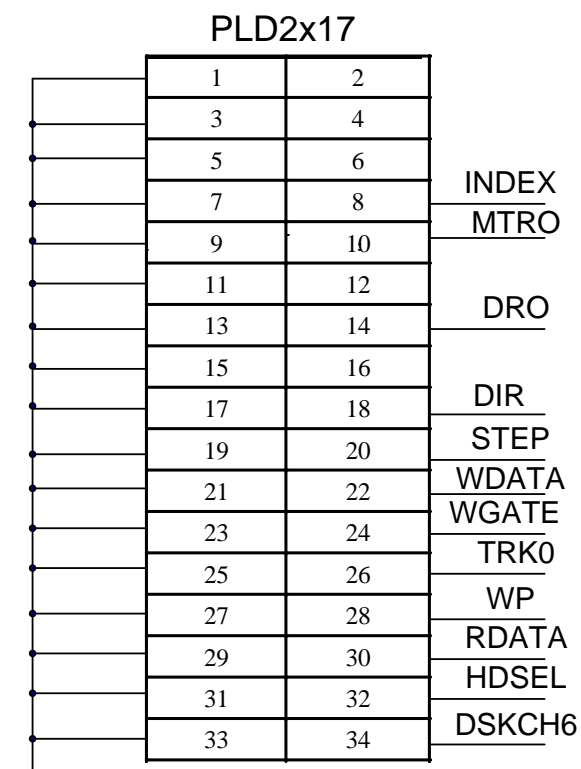 PLD2x17
1 2
3 4
5 6
7 8 INDEX
9 10 MTRO
11 12
13 14 DRO
15 16
17 18 DIR
19 20 STEP
21 22 WDATA
23 24 WGATE
25 26 TRK0
27 28 WP
29 30 RDATA
31 32 HDSEL
33 34 DSKCH6